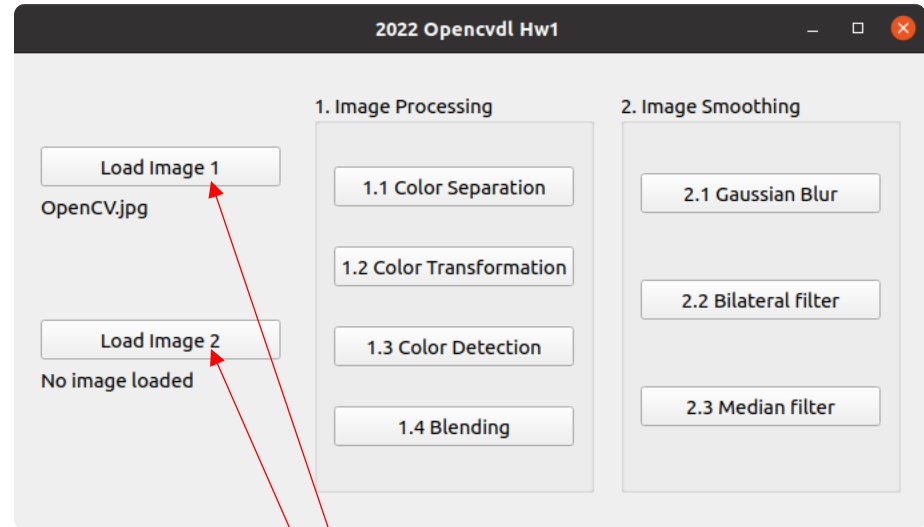 2022 Opencvdl Hw1
Load Image 1
OpenCV.jpg
Load Image 2
No image loaded
1. Image Processing
1.1 Color Separation
1.2 Color Transformation
1.3 Color Detection
1.4 Blending
2. Image Smoothing
2.1 Gaussian Blur
2.2 Bilateral filter
2.3 Median filter